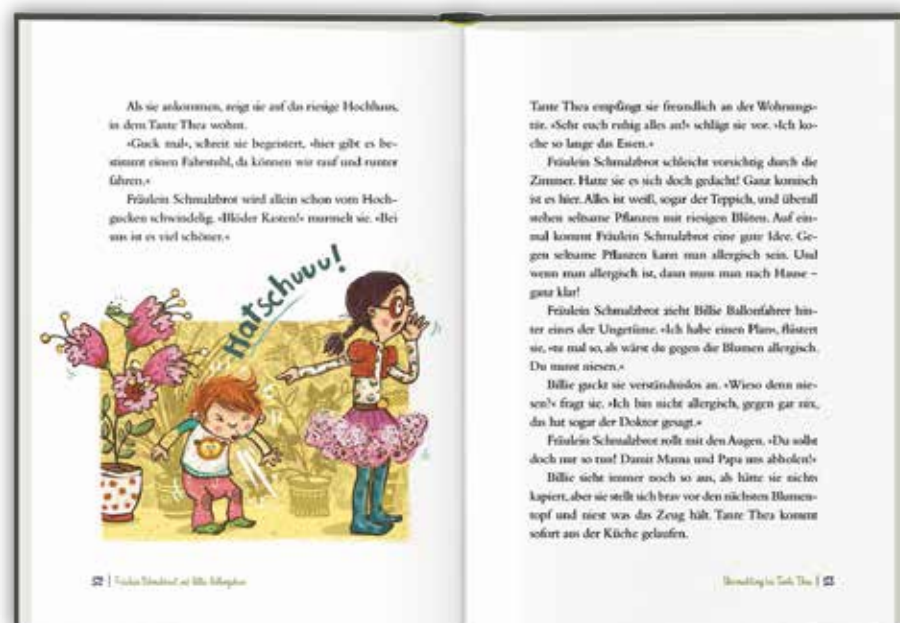 Als sie ankommen, zeigt sie auf das riesige Hochhaus,
in dem Tante Thea wohnt.
»Guck mal«, schreit sie begeistert, »hier gibt es be-
stimmt einen Fahrstuhl, da können wir rauf und runter
fahren.«
Fräulein Schmalzbrot wird allein schon vom Hoch-
gucken schwindelig. »Blöder Kasten!« murmelt sie. »Bei
uns ist es viel schöner.«
Hatschuuu!
52 | Fräulein Schmalzbrot und Billie Ballonfahrer
Tante Thea empfängt sie freundlich an der Wohnungs-
tür. »Seht euch ruhig alles an!« schlägt sie vor. »Ich ko-
che so lange das Essen.«
Fräulein Schmalzbrot schleicht vorsichtig durch die
Zimmer. Hatte sie es sich doch gedacht! Ganz komisch
ist es hier. Alles ist weiß, sogar der Teppich, und überall
stehen seltsame Pflanzen mit riesigen Blüten. Auf ein-
mal kommt Fräulein Schmalzbrot eine gute Idee. Ge-
gen seltsame Pflanzen kann man allergisch sein. Und
wenn man allergisch ist, dann muss man nach Hause –
ganz klar!
Fräulein Schmalzbrot zieht Billie Ballonfahrer hin-
ter eines der Ungetüme. »Ich habe einen Plan«, flüstert
sie, »tu mal so, als wärst du gegen die Blumen allergisch.
Du musst niesen.«
Billie guckt sie verständnislos an. »Wieso denn nie-
sen?« fragt sie. »Ich bin nicht allergisch, gegen gar nix,
das hat sogar der Doktor gesagt.«
Fräulein Schmalzbrot rollt mit den Augen. »Du sollst
doch nur so tun! Damit Mama und Papa uns abholen!«
Billie sieht immer noch so aus, als hätte sie nichts
kapiert, aber sie stellt sich brav vor den nächsten Blumen-
topf und niest was das Zeug hält. Tante Thea kommt
sofort aus der Küche gelaufen.
Übernachtung bei Tante Thea | 53